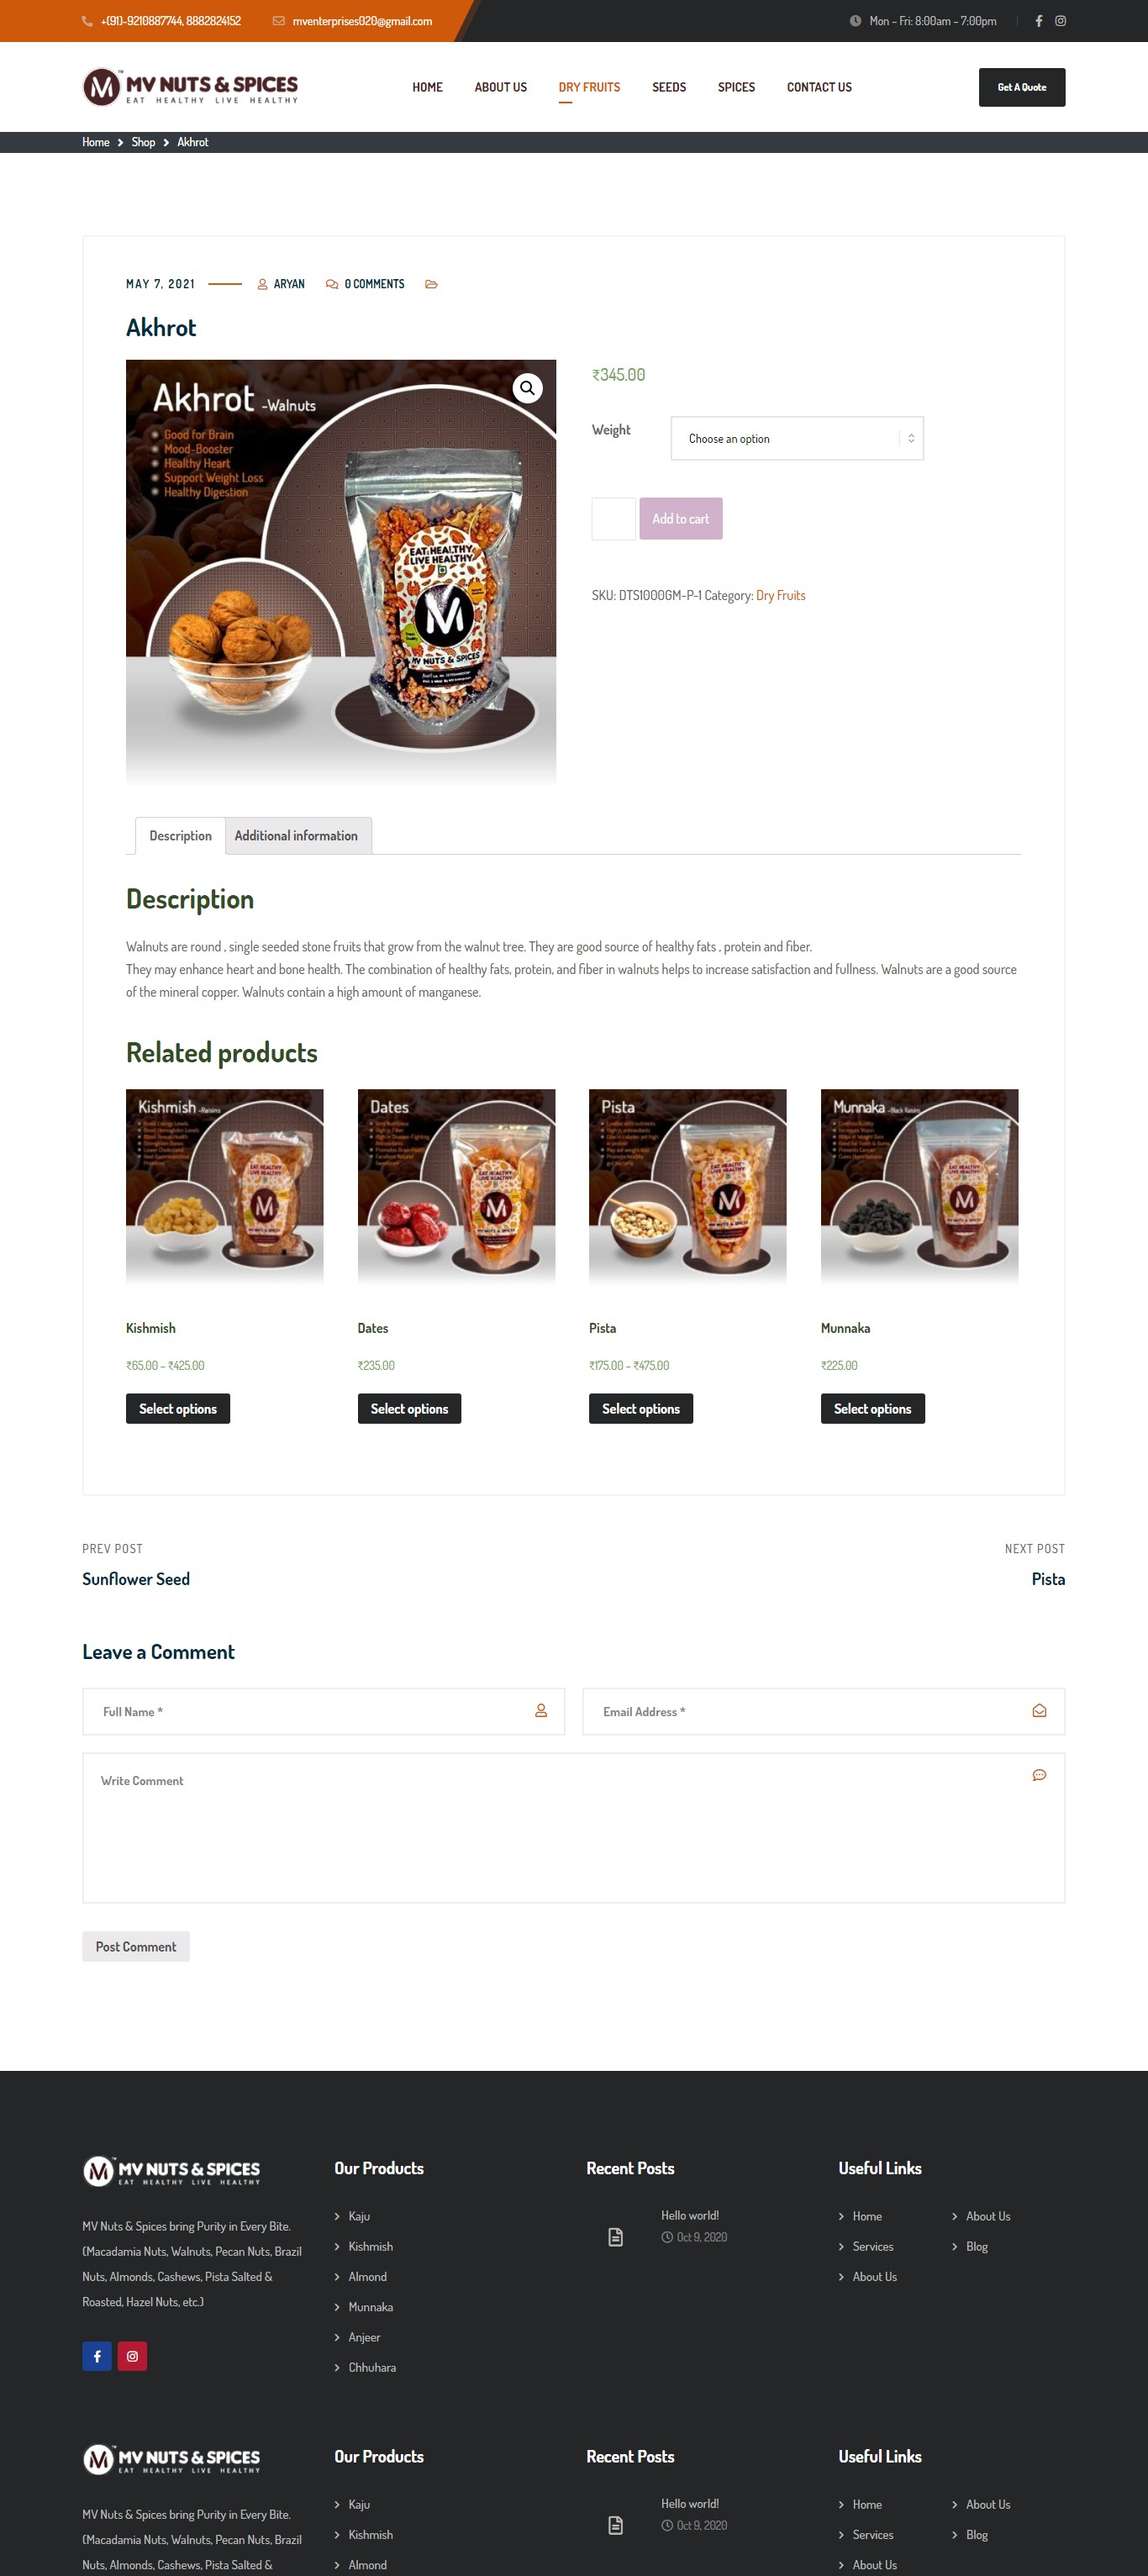 +(91)-9210887744, 8882824152
mventerprises020@gmail.com
Mon – Fri: 8:00am – 7:00pm
MV NUTS & SPICES
EAT HEALTHY LIVE HEALTHY
HOME
ABOUT US
DRY FRUITS
SEEDS
SPICES
CONTACT US
Get A Quote
Home
Shop
Akhrot
MAY 7, 2021
ARYAN
0 COMMENTS
Akhrot
Akhrot -Walnuts
Good for Brain
Mood-Booster
Healthy Heart
Support Weight Loss
Healthy Digestion
EAT HEALTHY
LIVE HEALTHY
M
MV NUTS & SPICES
₹345.00
Weight
Choose an option
Add to cart
SKU: DTS1000GM-P-1 Category: Dry Fruits
Description
Additional information
Description
Walnuts are round , single seeded stone fruits that grow from the walnut tree. They are good source of healthy fats , protein and fiber.
They may enhance heart and bone health. The combination of healthy fats, protein, and fiber in walnuts helps to increase satisfaction and fullness. Walnuts are a good source
of the mineral copper. Walnuts contain a high amount of manganese.
Related products
Kishmish -Raisins
Dates
Pista
Munnaka -Black Raisins
Kishmish
Dates
Pista
Munnaka
₹65.00 – ₹425.00
₹235.00
₹175.00 – ₹475.00
₹225.00
Select options
Select options
Select options
Select options
PREV POST
NEXT POST
Sunflower Seed
Pista
Leave a Comment
Full Name *
Email Address *
Write Comment
Post Comment
MV NUTS & SPICES
EAT HEALTHY LIVE HEALTHY
MV Nuts & Spices bring Purity in Every Bite.
(Macadamia Nuts, Walnuts, Pecan Nuts, Brazil
Nuts, Almonds, Cashews, Pista Salted &
Roasted, Hazel Nuts, etc.)
Our Products
Kaju
Kishmish
Almond
Munnaka
Anjeer
Chhuhara
Recent Posts
Hello world!
Oct 9, 2020
Useful Links
Home
About Us
Services
Blog
About Us
MV NUTS & SPICES
EAT HEALTHY LIVE HEALTHY
MV Nuts & Spices bring Purity in Every Bite.
(Macadamia Nuts, Walnuts, Pecan Nuts, Brazil
Nuts, Almonds, Cashews, Pista Salted &
Our Products
Kaju
Kishmish
Almond
Recent Posts
Hello world!
Oct 9, 2020
Useful Links
Home
About Us
Services
Blog
About Us